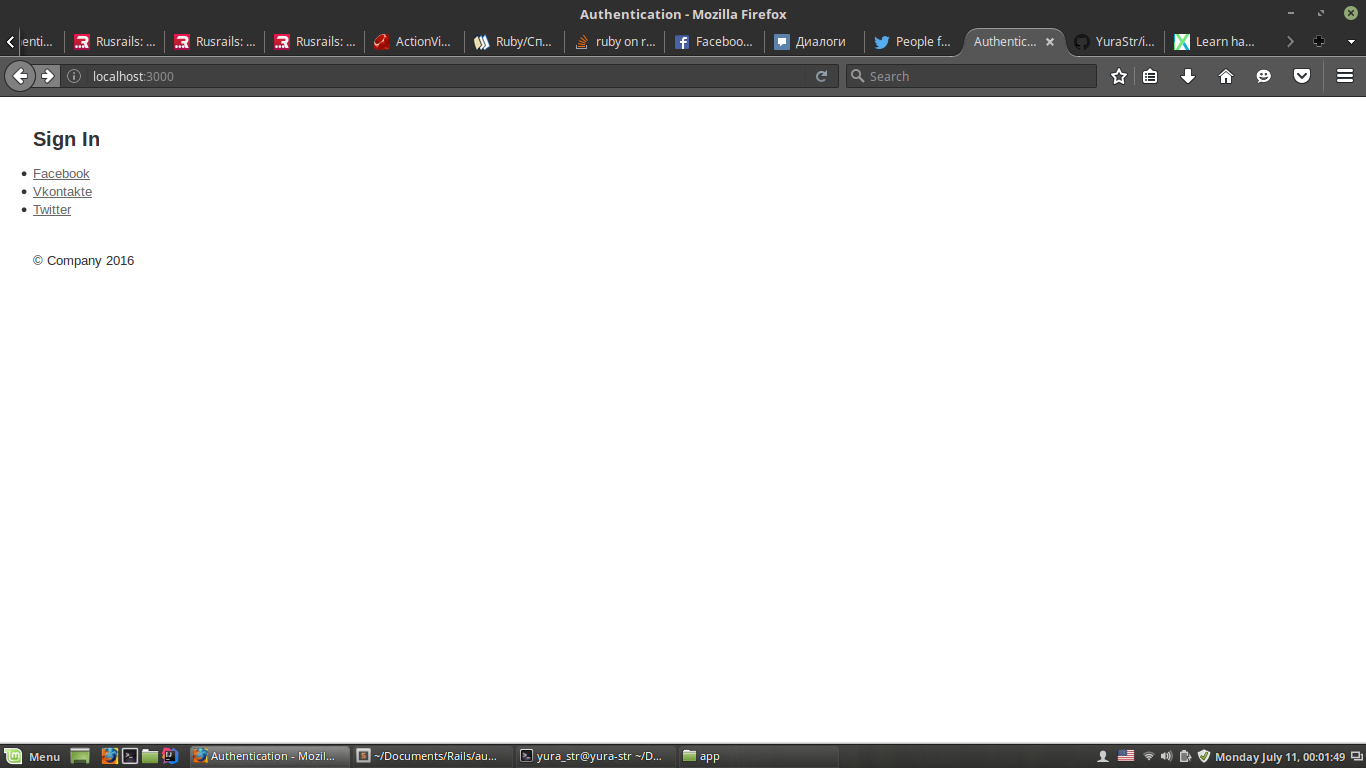 Authentication - Mozilla Firefox
enti...
Rusrails: ...
Rusrails: ...
Rusrails: ...
ActionVi...
Ruby/Сп...
ruby on r...
Faceboo...
Диалоги
People f...
Authentic...
YuraStr/i...
Learn ha...
localhost:3000
Search
Sign In
Facebook
Vkontakte
Twitter
© Company 2016
Menu
Authentication - Mozil...
~/Documents/Rails/au...
yura_str@yura-str ~/D...
app
Monday July 11, 00:01:49